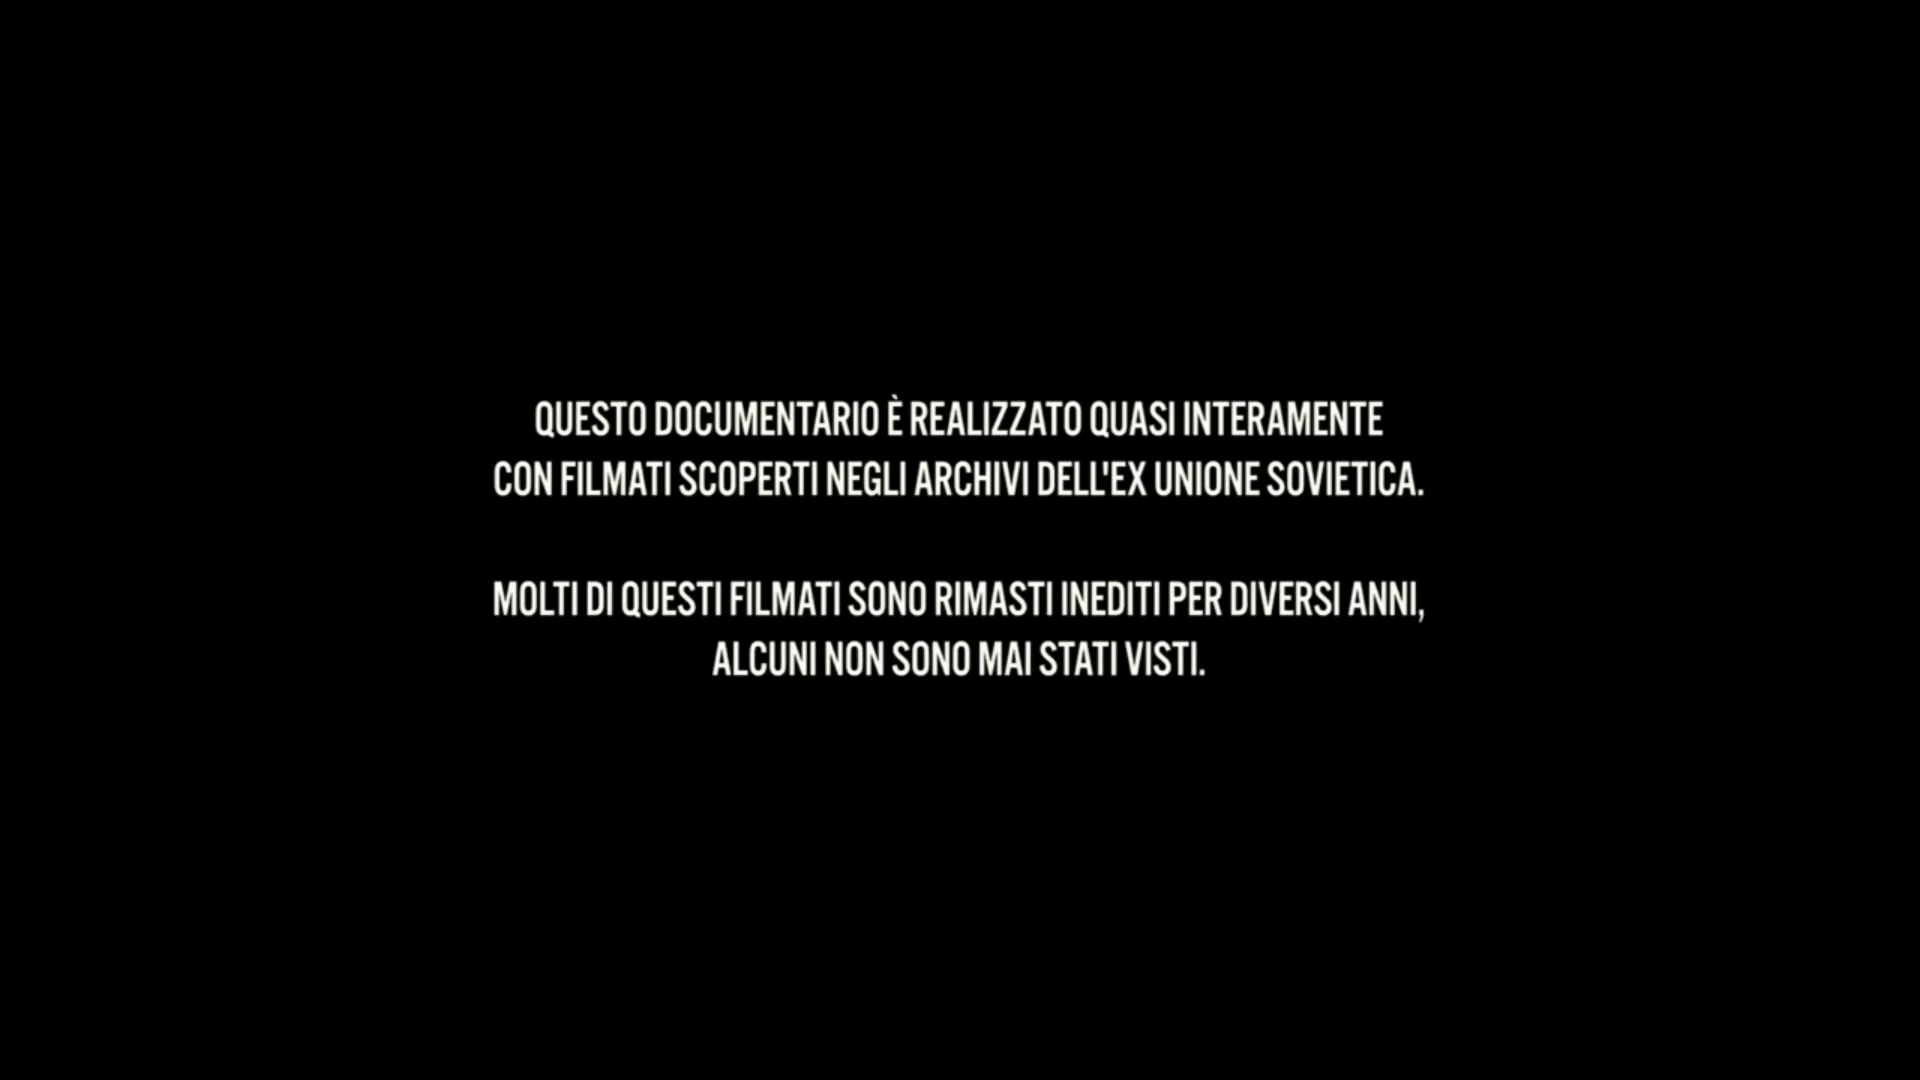 QUESTO DOCUMENTARIO È REALIZZATO QUASI INTERAMENTE
CON FILMATI SCOPERTI NEGLI ARCHIVI DELL'EX UNIONE SOVIETICA.
MOLTI DI QUESTI FILMATI SONO RIMASTI INEDITI PER DIVERSI ANNI,
ALCUNI NON SONO MAI STATI VISTI.